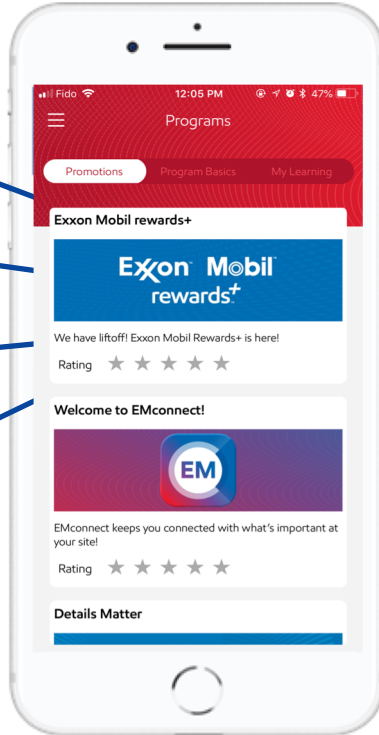 Fido 12:05 PM 47%
Programs
Promotions Program Basics My Learning
Exxon Mobil rewards+
Exxon Mobil
rewards+
We have liftoff! Exxon Mobil Rewards+ is here!
Rating
Welcome to EMconnect!
EM
EMconnect keeps you connected with what's important at
your site!
Rating
Details Matter